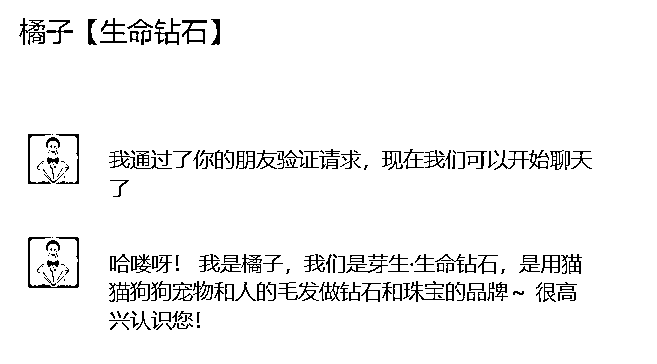 橘子【生命钻石】
我通过了你的朋友验证请求，现在我们可以开始聊天
了
哈喽呀！ 我是橘子，我们是芽生·生命钻石，是用猫
猫狗狗宠物和人的毛发做钻石和珠宝的品牌~ 很高
兴认识您！